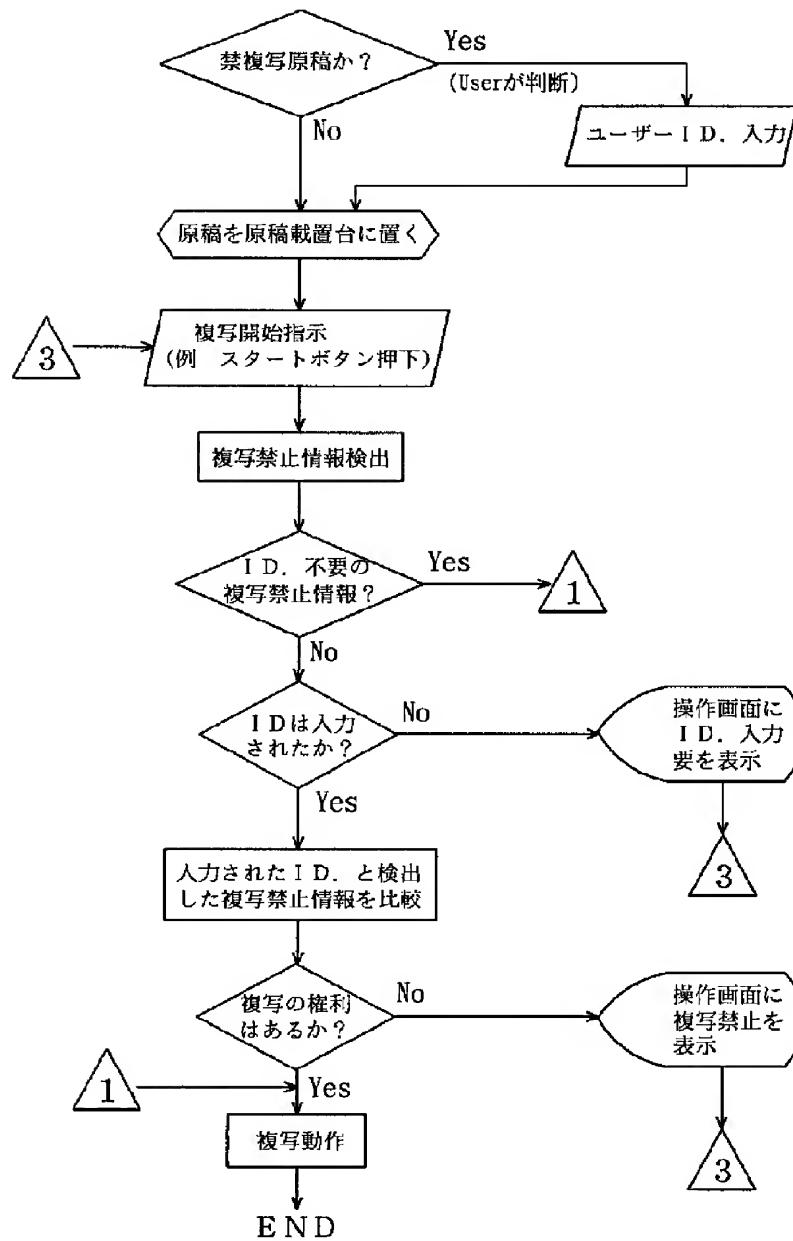 禁複写原稿か？
Yes
(Userが判断)
No
ユーザーＩＤ．入力
原稿を原稿載置台に置く
3
複写開始指示
(例　スタートボタン押下)
複写禁止情報検出
ＩＤ．不要の
複写禁止情報？
Yes
1
No
ＩＤは入力
されたか？
No
操作画面に
ＩＤ．入力
要を表示
Yes
3
入力されたＩＤ．と検出
した複写禁止情報を比較
複写の権利
はあるか？
No
操作画面に
複写禁止を
表示
1
Yes
複写動作
3
ＥＮＤ